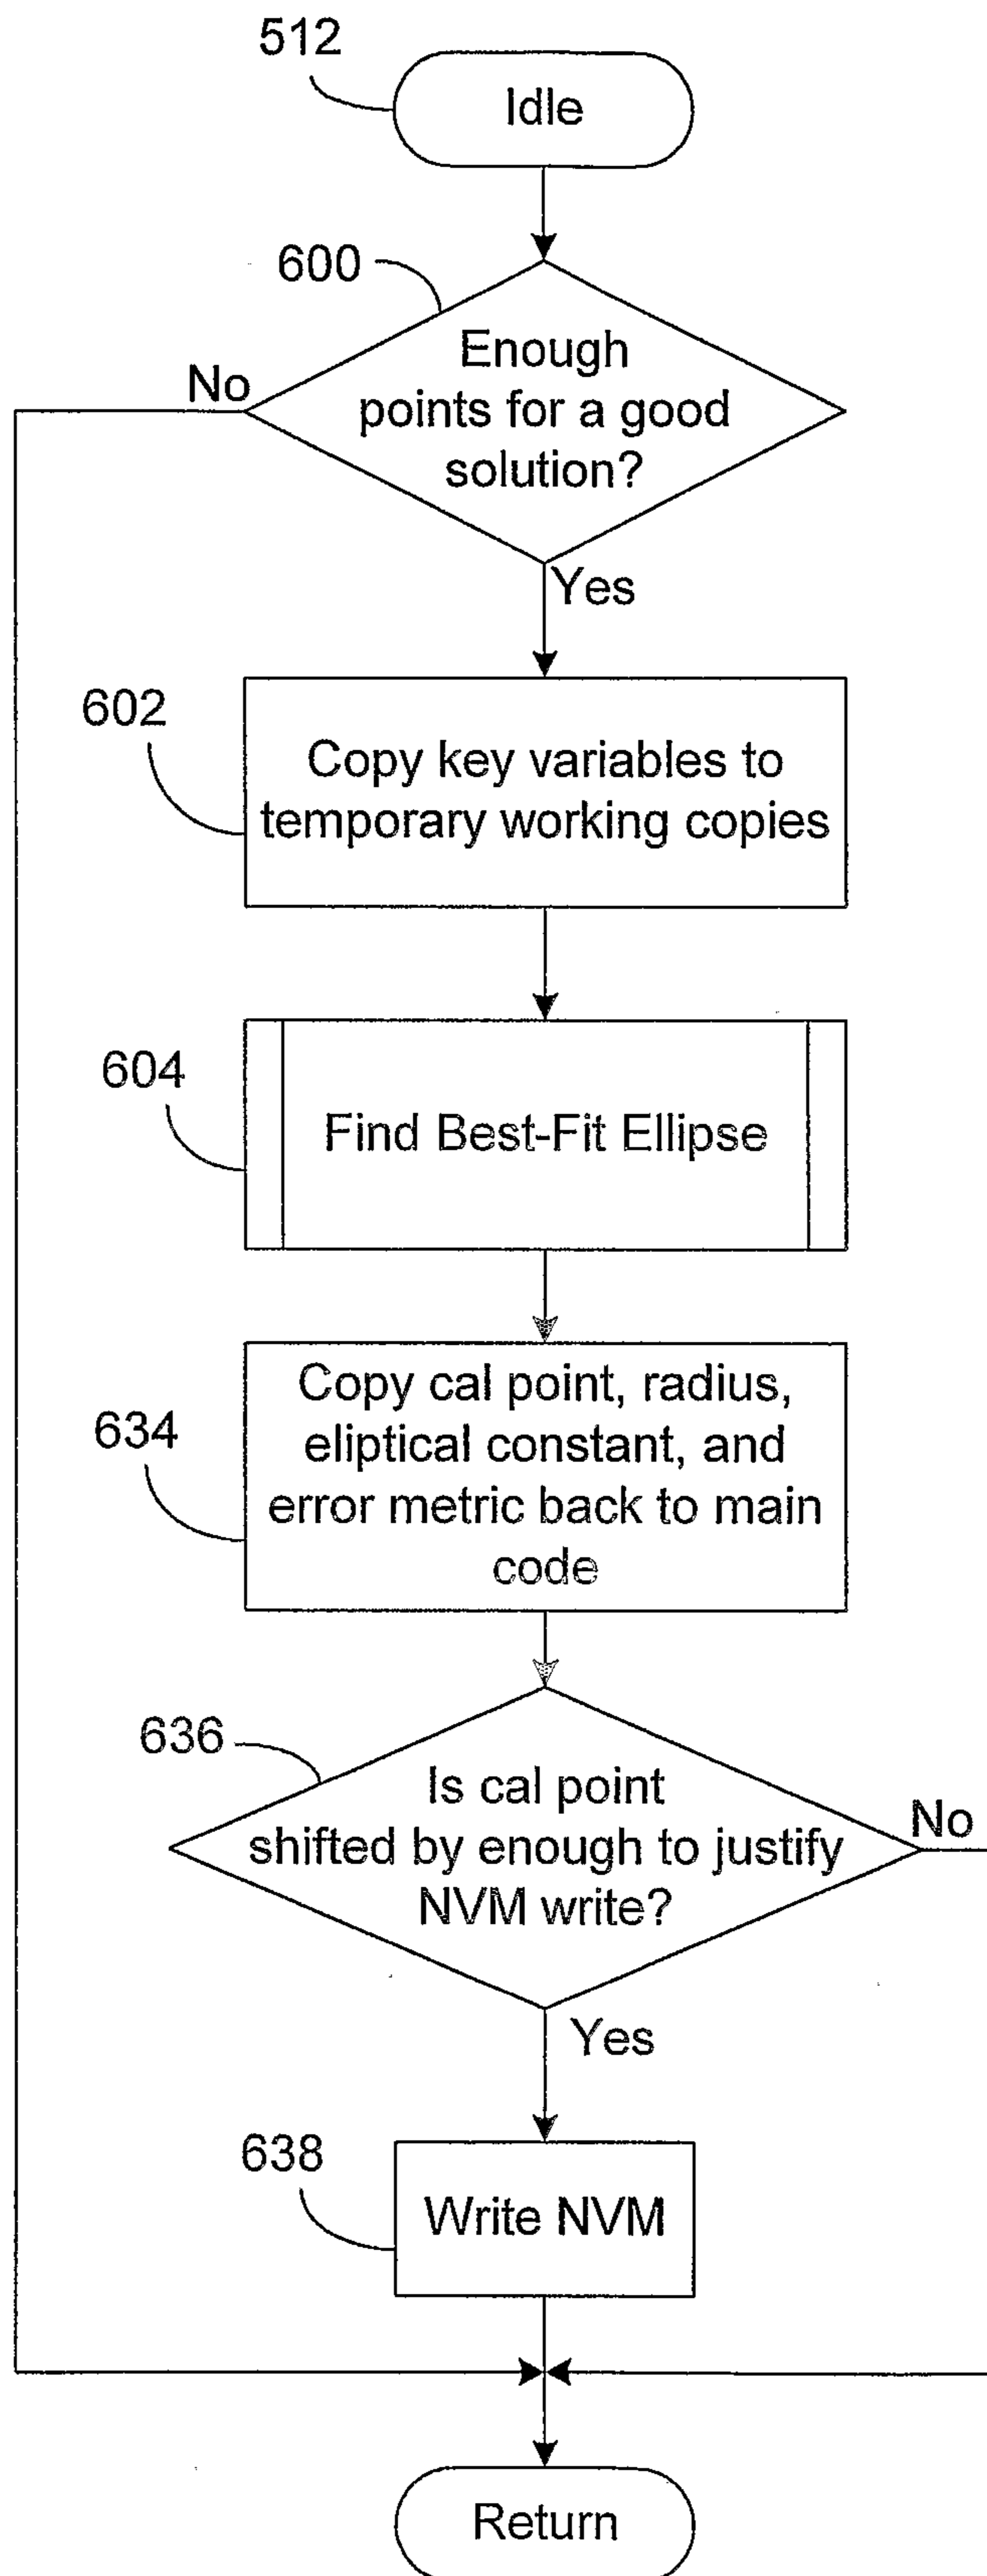 512
Idle
600
Enough
points for a good
solution?
No
Yes
602
Copy key variables to
temporary working copies
604
Find Best-Fit Ellipse
634
Copy cal point, radius,
eliptical constant, and
error metric back to main
code
636
Is cal point
shifted by enough to justify
NVM write?
No
Yes
638
Write NVM
Return